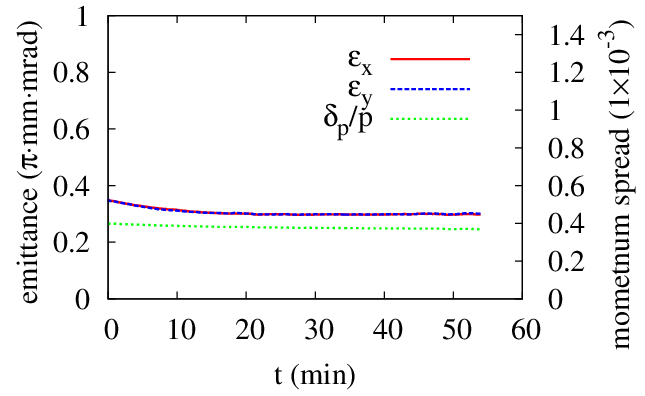 emittance (π·mm·mrad)
1
0.8
0.6
0.4
0.2
0
εx
εy
δp/p
1.4
1.2
1
0.8
0.6
0.4
0.2
0
mometnum spread (1×10-3)
0 10 20 30 40 50 60
t (min)